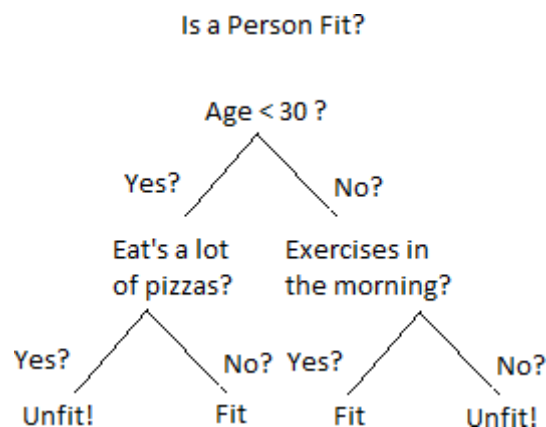 Is a Person Fit?
Age < 30 ?
Yes?
No?
Eat's a lot
of pizzas?
Exercises in
the morning?
Yes?
No?
Yes?
No?
Unfit!
Fit
Fit
Unfit!